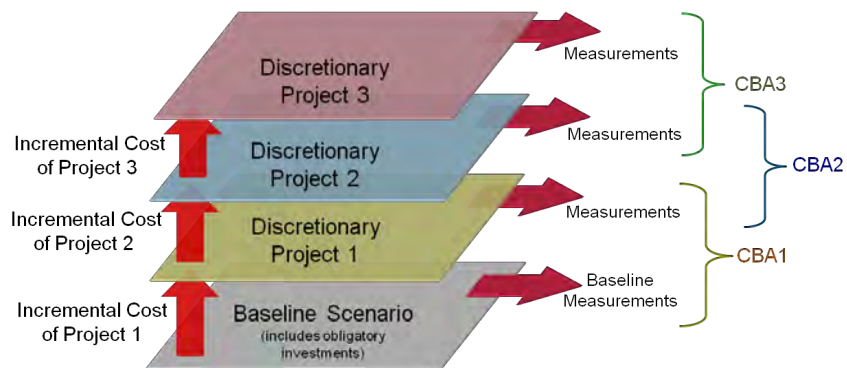 Discretionary
Project 3
Measurements
CBA3
Incremental Cost
of Project 3
Discretionary
Project 2
Measurements
CBA2
Incremental Cost
of Project 2
Discretionary
Project 1
Measurements
CBA1
Incremental Cost
of Project 1
Baseline Scenario
(includes obligatory
investments)
Baseline
Measurements